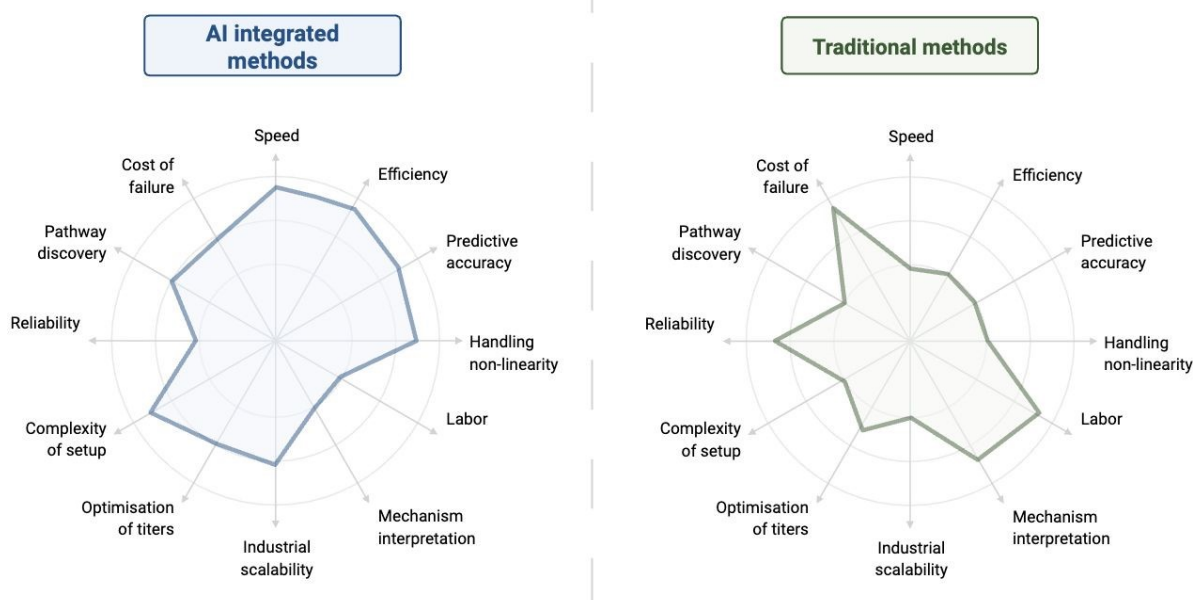 AI integrated
methods
Speed
Efficiency
Predictive
accuracy
Handling
non-linearity
Labor
Mechanism
interpretation
Industrial
scalability
Optimisation
of titers
Complexity
of setup
Reliability
Pathway
discovery
Cost of
failure
Traditional methods
Speed
Efficiency
Predictive
accuracy
Handling
non-linearity
Labor
Mechanism
interpretation
Industrial
scalability
Optimisation
of titers
Complexity
of setup
Reliability
Pathway
discovery
Cost of
failure